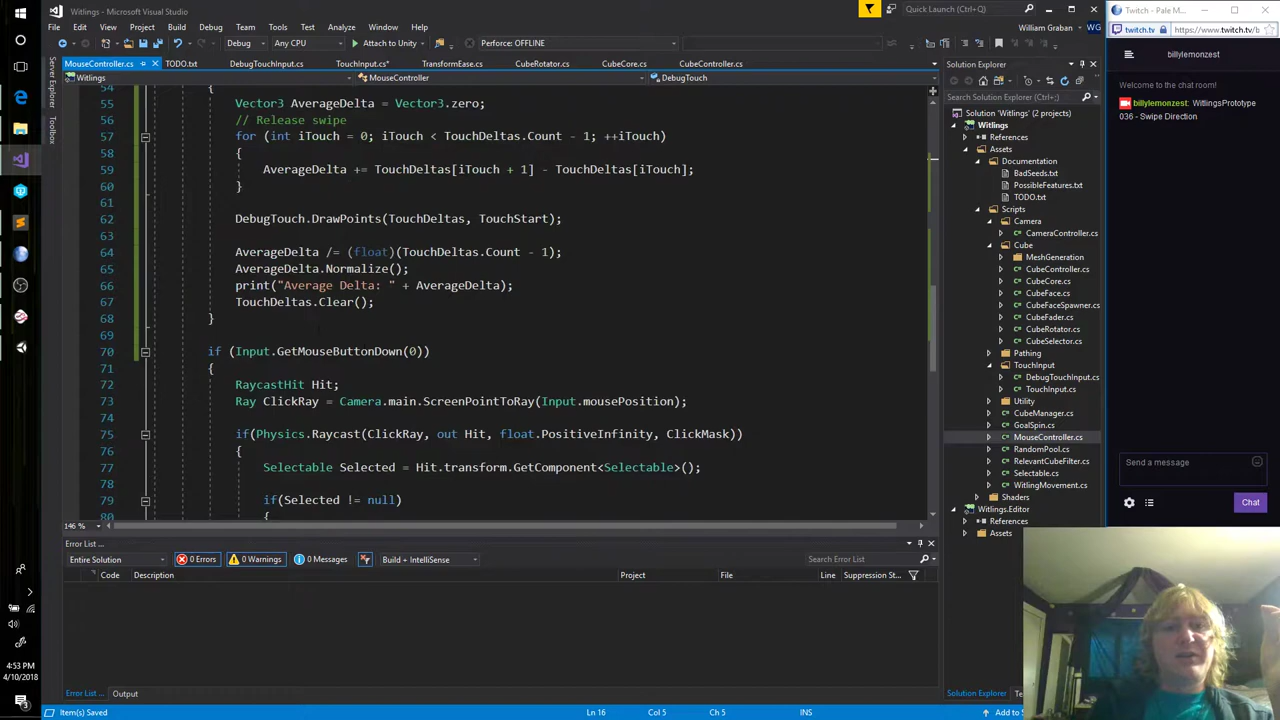 Witlings - Microsoft Visual Studio
Quick Launch (Ctrl+Q)
File Edit View Project Build Debug Team Tools Test Analyze Window Help
William Graban WG
Debug Any CPU Attach to Perforce: OFFLINE
MouseController.cs TODO.txt DebugTouchInput.cs TouchInput.cs* TransformEase.cs CubeRotator.cs CubeCore.cs CubeController.cs
Witlings MouseController DebugTouch
Server Explorer
Toolbox
54 {
55 Vector3 AverageDelta = Vector3.zero;
56 // Release swipe
57 for (int iTouch = 0; iTouch < TouchDeltas.Count - 1; ++iTouch)
58 {
59 AverageDelta += TouchDeltas[iTouch + 1] - TouchDeltas[iTouch];
60 }
61
62 DebugTouch.DrawPoints(TouchDeltas, TouchStart);
63
64 AverageDelta /= (float)(TouchDeltas.Count - 1);
65 AverageDelta.Normalize();
66 print("Average Delta: " + AverageDelta);
67 TouchDeltas.Clear();
68 }
69
70 if (Input.GetMouseButtonDown(0))
71 {
72 RaycastHit Hit;
73 Ray ClickRay = Camera.main.ScreenPointToRay(Input.mousePosition);
74
75 if(Physics.Raycast(ClickRay, out Hit, float.PositiveInfinity, ClickMask))
76 {
77 Selectable Selected = Hit.transform.GetComponent<Selectable>();
78
79 if(Selected != null)
80 {
146 %
Error List ...
Entire Solution 0 Errors 0 Warnings 0 Messages Build + IntelliSense Search Error List
Code Description Project File Line Suppression St...
Error List ... Output
Item(s) Saved Ln 16 Col 5 Ch 5 INS Add to S
4:53 PM
4/10/2018
3
Solution Explorer
Search Solution Explorer (Ctrl+;)
Solution 'Witlings' (2 projects)
Witlings
References
Assets
Documentation
BadSeeds.txt
PossibleFeatures.txt
TODO.txt
Scripts
Camera
CameraController.cs
Cube
MeshGeneration
CubeController.cs
CubeCore.cs
CubeFace.cs
CubeFaceSpawner.cs
CubeFader.cs
CubeRotator.cs
CubeSelector.cs
Pathing
TouchInput
DebugTouchInput.cs
TouchInput.cs
Utility
CubeManager.cs
GoalSpin.cs
MouseController.cs
RandomPool.cs
RelevantCubeFilter.cs
Selectable.cs
WitlingMovement.cs
Shaders
Witlings.Editor
References
Assets
Solution Explorer Te
Twitch - Pale M...
twitch.tv www.twitch.tv/b
billylemonzest
Welcome to the chat room!
billylemonzest: WitlingsPrototype
036 - Swipe Direction
Send a message
Chat